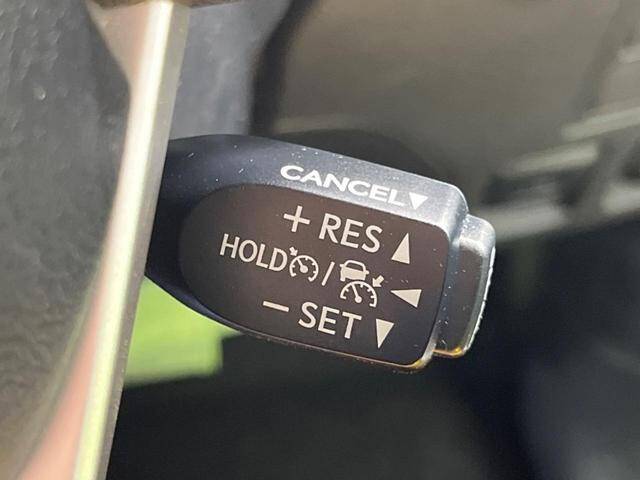 CANCEL▼
+ RES ▲
HOLD / ◀
− SET ▼